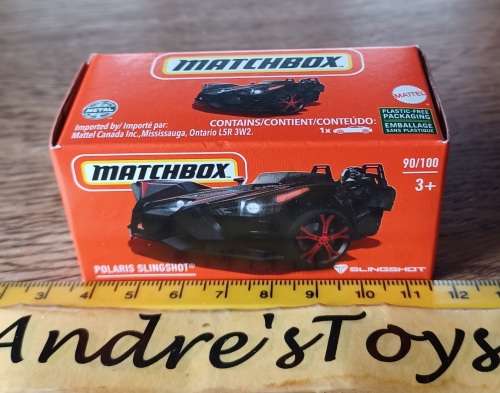 MATCHBOX
METAL
MATTEL
CONTAINS/CONTIENT/CONTEÚDO:
1x
Imported by/ Importé par:
Mattel Canada Inc., Mississauga, Ontario L5R 3W2.
PLASTIC-FREE
PACKAGING
EMBALLAGE
SANS PLASTIQUE
MATCHBOX
90/100
3+
POLARIS SLINGSHOT®
SLINGSHOT
3 4 5 6 7 8 9 10 11 12
Andre'sToys